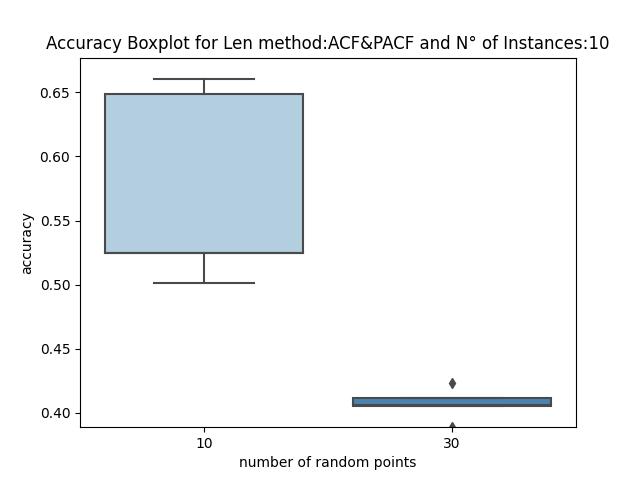 Accuracy Boxplot for Len method:ACF&PACF and N° of Instances:10
0.65
0.60
0.55
0.50
0.45
0.40
accuracy
10
30
number of random points